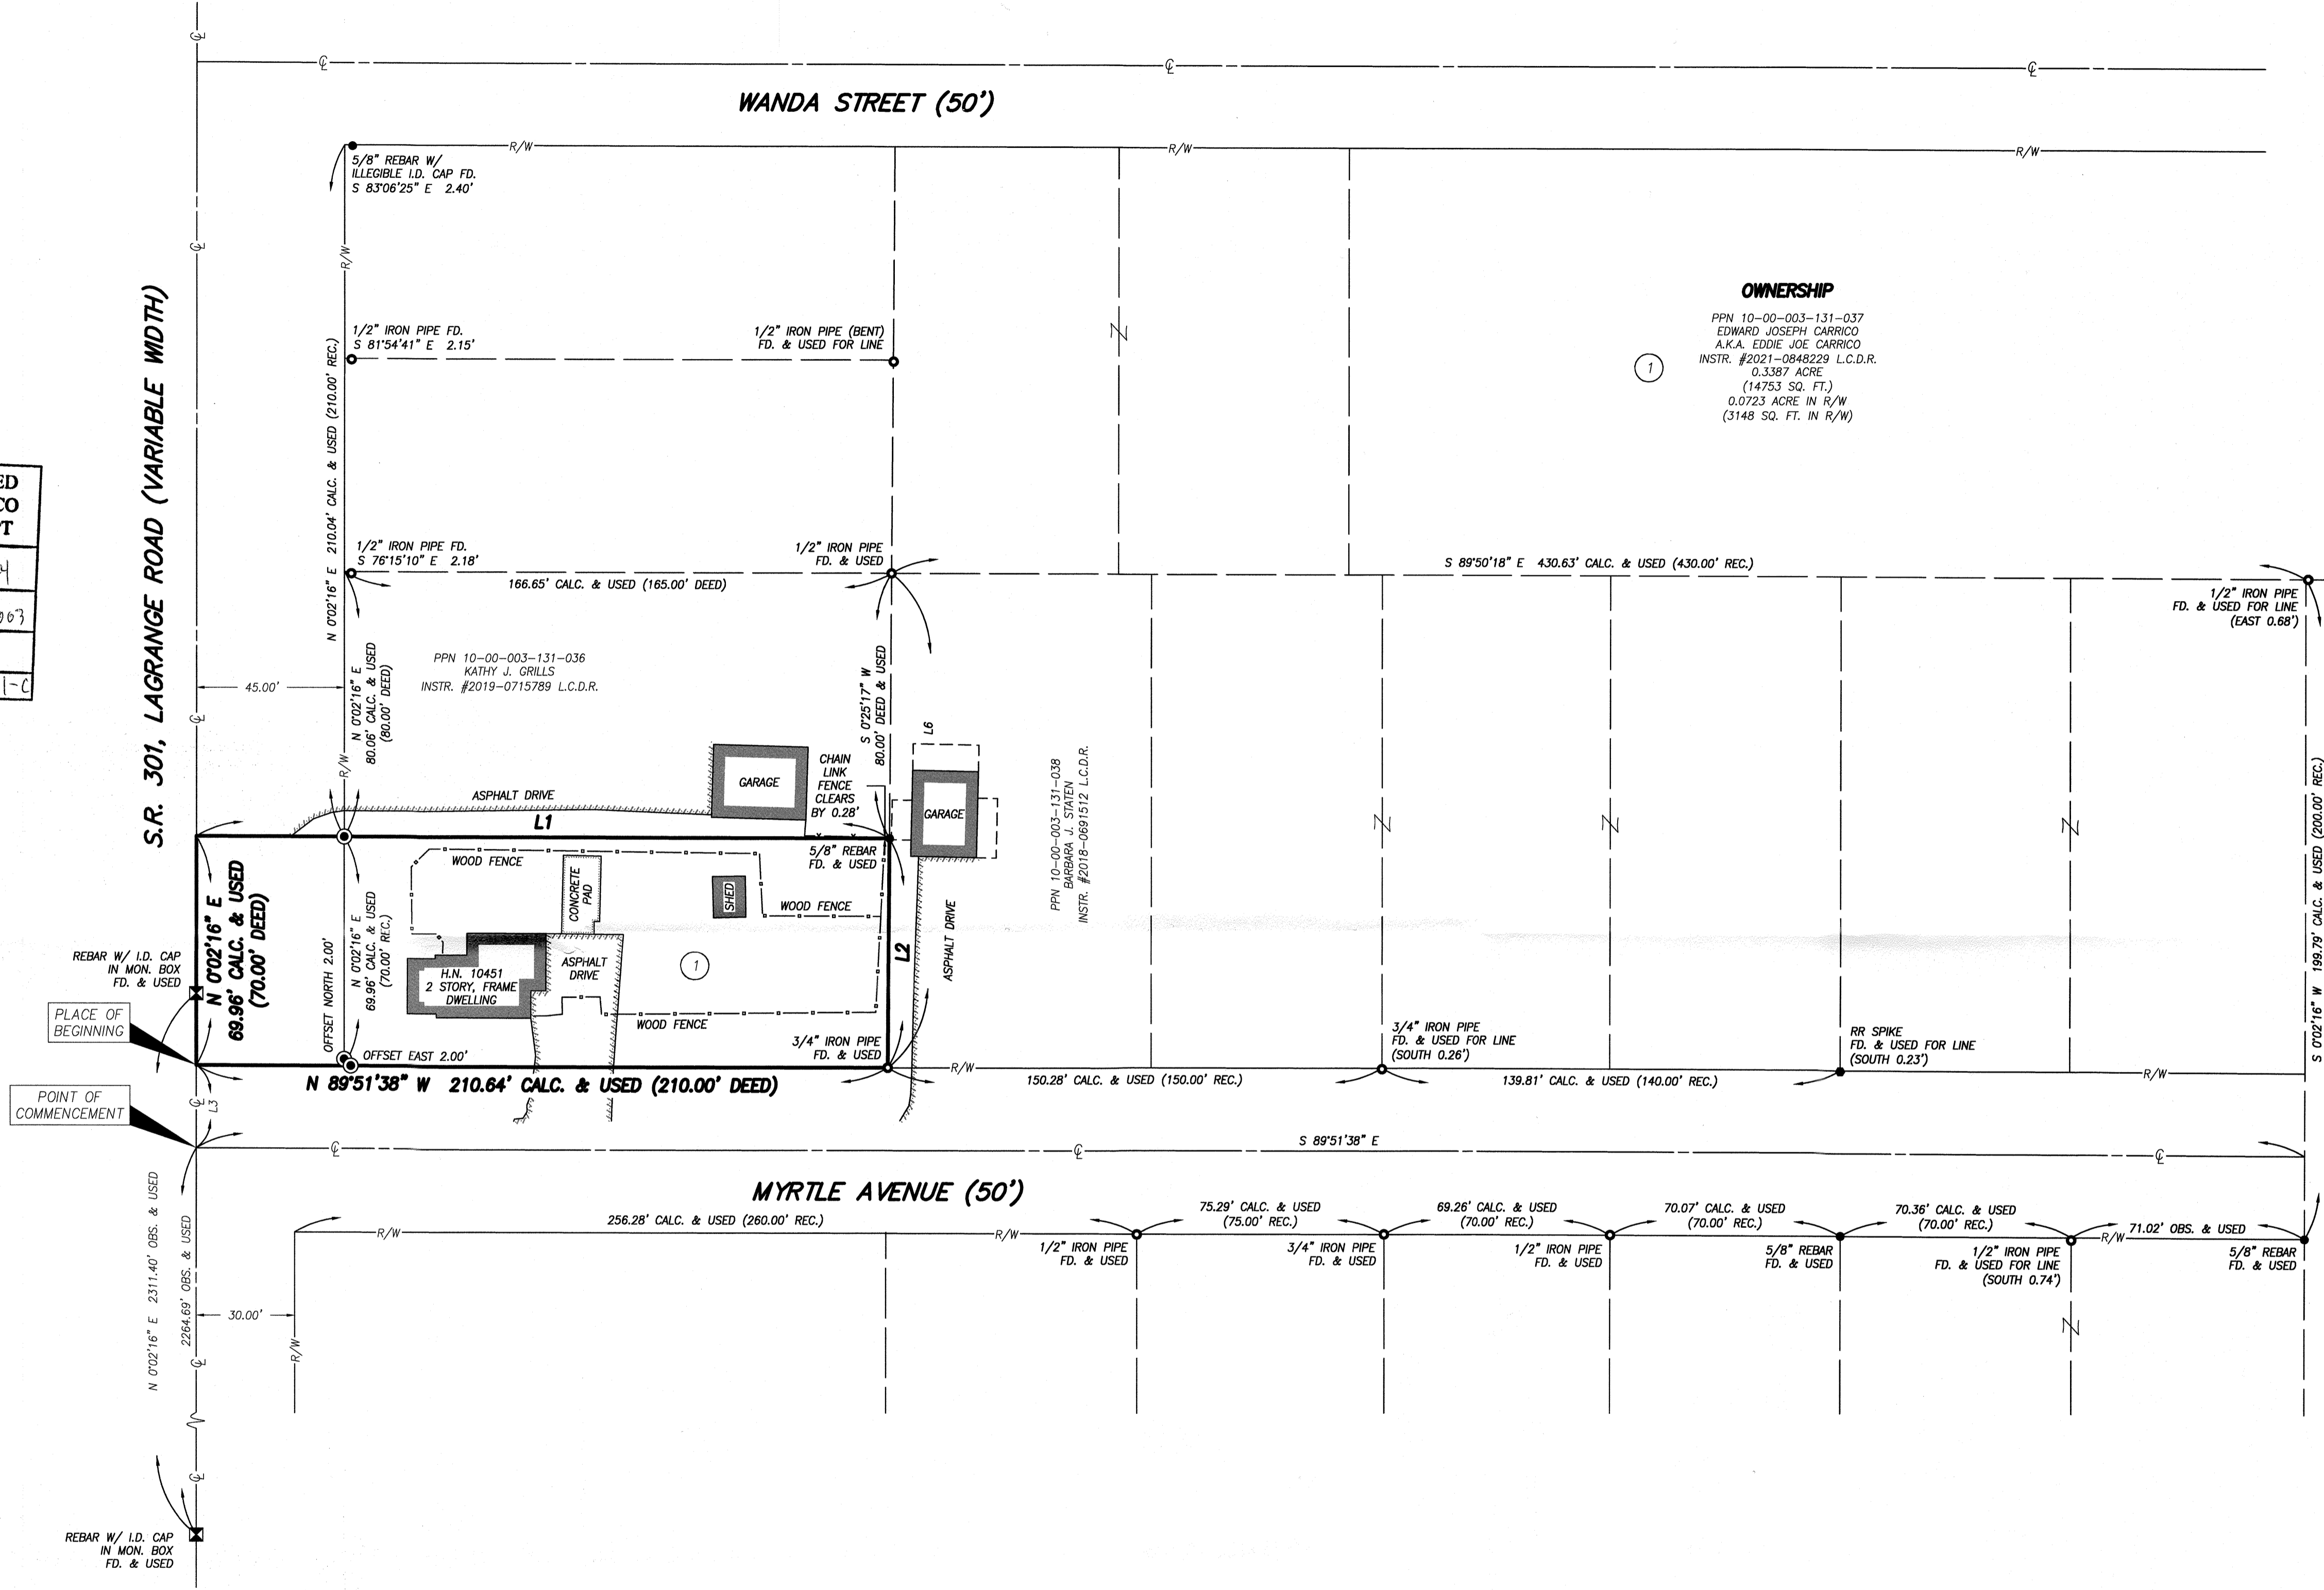 WANDA STREET (50')
R/W
R/W
R/W
5/8" REBAR W/
ILLEGIBLE I.D. CAP FD.
S 83°06'25" E 2.40'
R/W
S.R. 301, LAGRANGE ROAD (VARIABLE WIDTH)
N 0°02'16" E 210.04' CALC. & USED (210.00' REC.)
1/2" IRON PIPE FD.
S 81°54'41" E 2.15'
1/2" IRON PIPE (BENT)
FD. & USED FOR LINE
OWNERSHIP
PPN 10-00-003-131-037
EDWARD JOSEPH CARRICO
A.K.A. EDDIE JOE CARRICO
INSTR. #2021-0848229 L.C.D.R.
0.3387 ACRE
(14753 SQ. FT.)
0.0723 ACRE IN R/W
(3148 SQ. FT. IN R/W)
1
ED
CO
PT
1-C
1/2" IRON PIPE FD.
S 76°15'10" E 2.18'
1/2" IRON PIPE
FD. & USED
166.65' CALC. & USED (165.00' DEED)
S 89°50'18" E 430.63' CALC. & USED (430.00' REC.)
1/2" IRON PIPE
FD. & USED FOR LINE
(EAST 0.68')
PPN 10-00-003-131-036
KATHY J. GRILLS
INSTR. #2019-0715789 L.C.D.R.
45.00'
N 0°02'16" E
80.06' CALC. & USED
(80.00' DEED)
R/W
S 0°25'17" W
80.00' DEED & USED
L6
CHAIN
LINK
FENCE
CLEARS
BY 0.28'
GARAGE
GARAGE
ASPHALT DRIVE
L1
PPN 10-00-003-131-038
BARBARA J. STATEN
INSTR. #2018-0691512 L.C.D.R.
S 0°02'16" W 199.79' CALC. & USED (200.00' REC.)
5/8" REBAR
FD. & USED
WOOD FENCE
CONCRETE
PAD
SHED
WOOD FENCE
N 0°02'16" E
69.96' CALC. & USED
(70.00' DEED)
N 0°02'16" E
69.96' CALC. & USED
(70.00' REC.)
OFFSET NORTH 2.00'
REBAR W/ I.D. CAP
IN MON. BOX
FD. & USED
H.N. 10451
2 STORY, FRAME
DWELLING
ASPHALT
DRIVE
1
L2
ASPHALT DRIVE
PLACE OF
BEGINNING
WOOD FENCE
3/4" IRON PIPE
FD. & USED
OFFSET EAST 2.00'
3/4" IRON PIPE
FD. & USED FOR LINE
(SOUTH 0.26')
RR SPIKE
FD. & USED FOR LINE
(SOUTH 0.23')
N 89°51'38" W 210.64' CALC. & USED (210.00' DEED)
R/W
150.28' CALC. & USED (150.00' REC.)
139.81' CALC. & USED (140.00' REC.)
R/W
POINT OF
COMMENCEMENT
L3
S 89°51'38" E
MYRTLE AVENUE (50')
N 0°02'16" E 2311.40' OBS. & USED
2264.69' OBS. & USED
R/W
256.28' CALC. & USED (260.00' REC.)
R/W
75.29' CALC. & USED
(75.00' REC.)
69.26' CALC. & USED
(70.00' REC.)
70.07' CALC. & USED
(70.00' REC.)
70.36' CALC. & USED
(70.00' REC.)
R/W
71.02' OBS. & USED
1/2" IRON PIPE
FD. & USED
3/4" IRON PIPE
FD. & USED
1/2" IRON PIPE
FD. & USED
5/8" REBAR
FD. & USED
1/2" IRON PIPE
FD. & USED FOR LINE
(SOUTH 0.74')
5/8" REBAR
FD. & USED
30.00'
R/W
REBAR W/ I.D. CAP
IN MON. BOX
FD. & USED